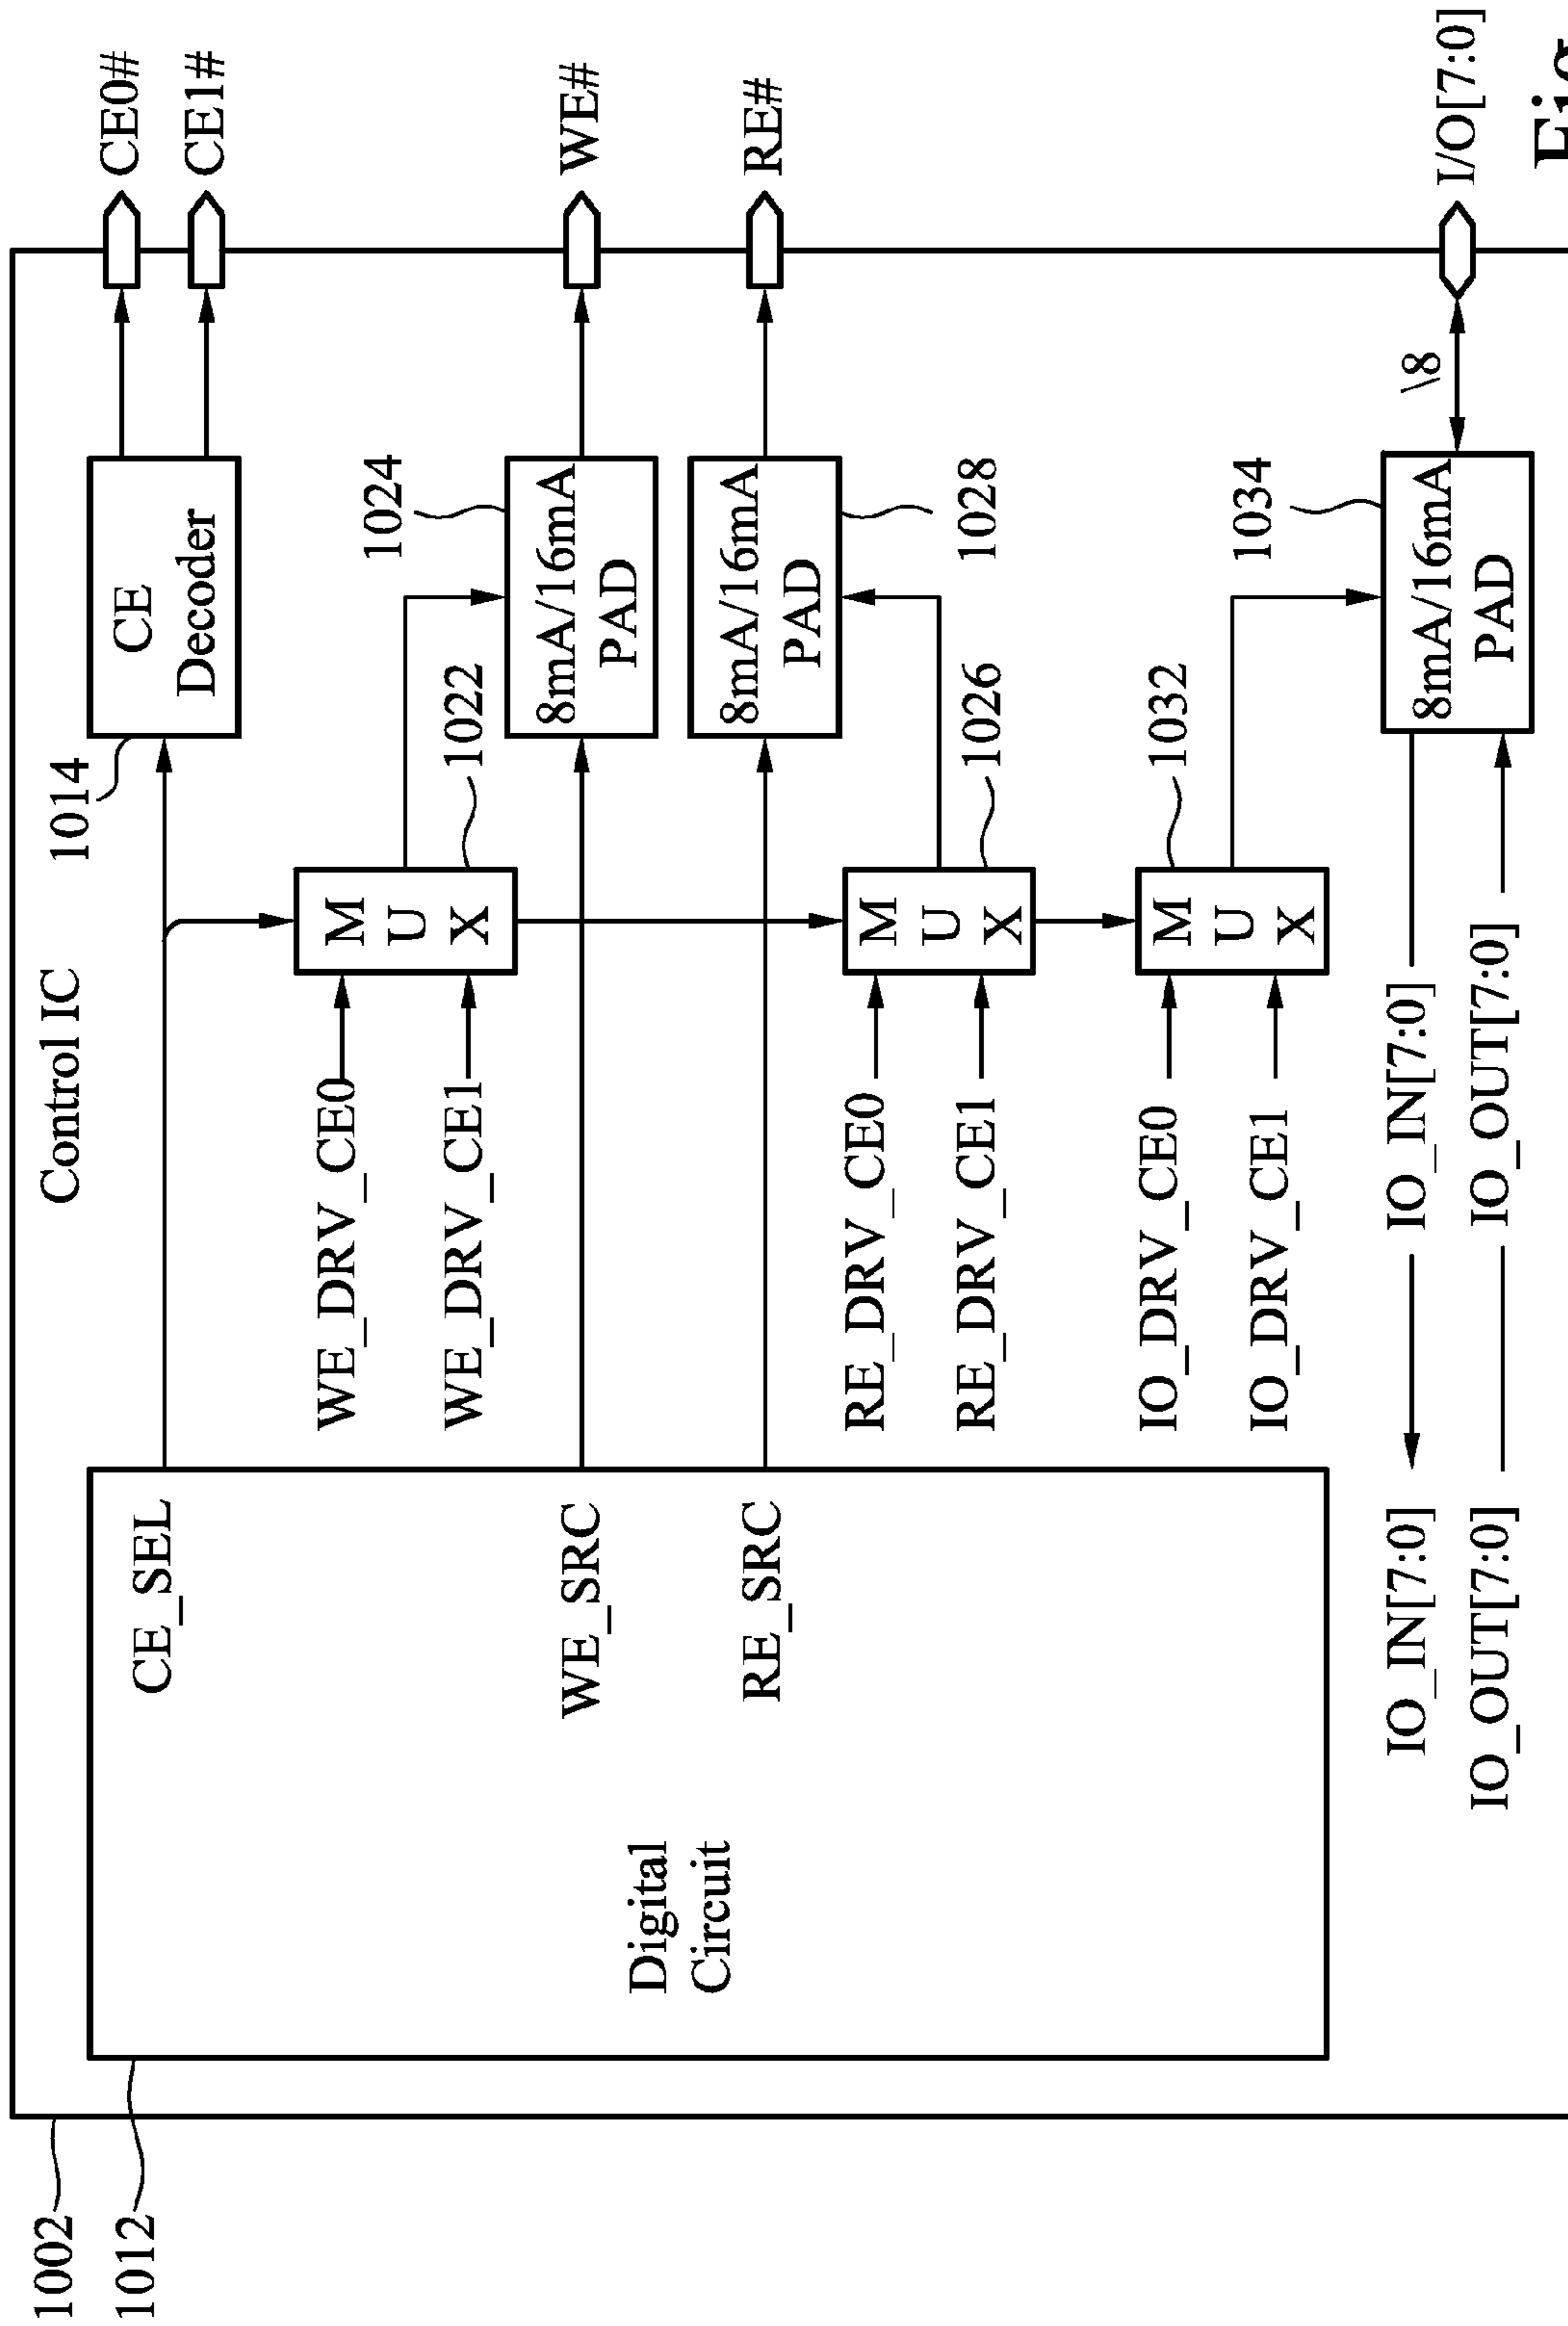 1002
1012
Control IC
1014
CE
Decoder
CE0#
CE1#
CE_SEL
WE_DRV_CE0
WE_DRV_CE1
M
U
X
1022
1024
8mA/16mA
PAD
WE#
WE_SRC
Digital
Circuit
RE_SRC
8mA/16mA
PAD
RE#
1028
RE_DRV_CE0
RE_DRV_CE1
M
U
X
1026
IO_DRV_CE0
IO_DRV_CE1
M
U
X
1032
1034
8mA/16mA
PAD
\8
I/O[7:0]
IO_IN[7:0]
IO_IN[7:0]
IO_OUT[7:0]
IO_OUT[7:0]